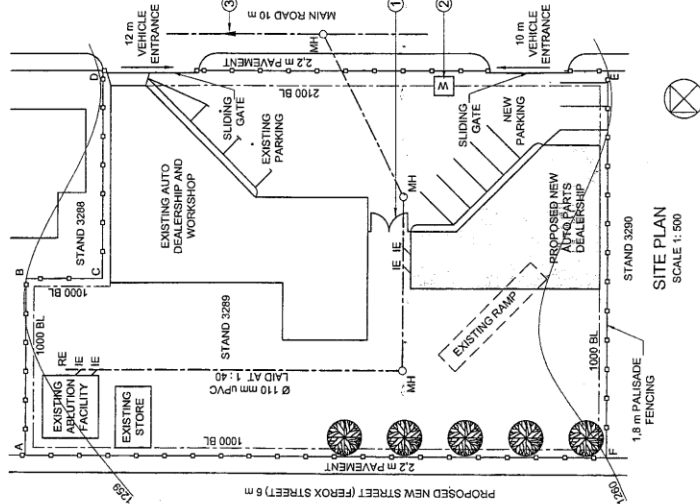 3
1
2
MAIN ROAD 10 m
12 m
VEHICLE
ENTRANCE
10 m
VEHICLE
ENTRANCE
MH
2,2 m PAVEMENT
D
E
W
2100 BL
SLIDING
GATE
SLIDING
GATE
EXISTING
PARKING
NEW
PARKING
MH
STAND 3288
EXISTING AUTO
DEALERSHIP AND
WORKSHOP
PROPOSED NEW
AUTO PARTS
DEALERSHIP
B
C
1000 BL
IE IE
STAND 3290
SITE PLAN
SCALE 1: 500
1000 BL
STAND 3289
EXISTING RAMP
1000 BL
RE
IE
IE
Ø 110 mm uPVC
LAID AT 1 : 40
MH
1,8 m PALISADE
FENCING
EXISTING
ABLUTION
FACILITY
EXISTING
STORE
1000 BL
A
F
2,2 m PAVEMENT
1259
1260
PROPOSED NEW STREET (FEROX STREET) 6 m